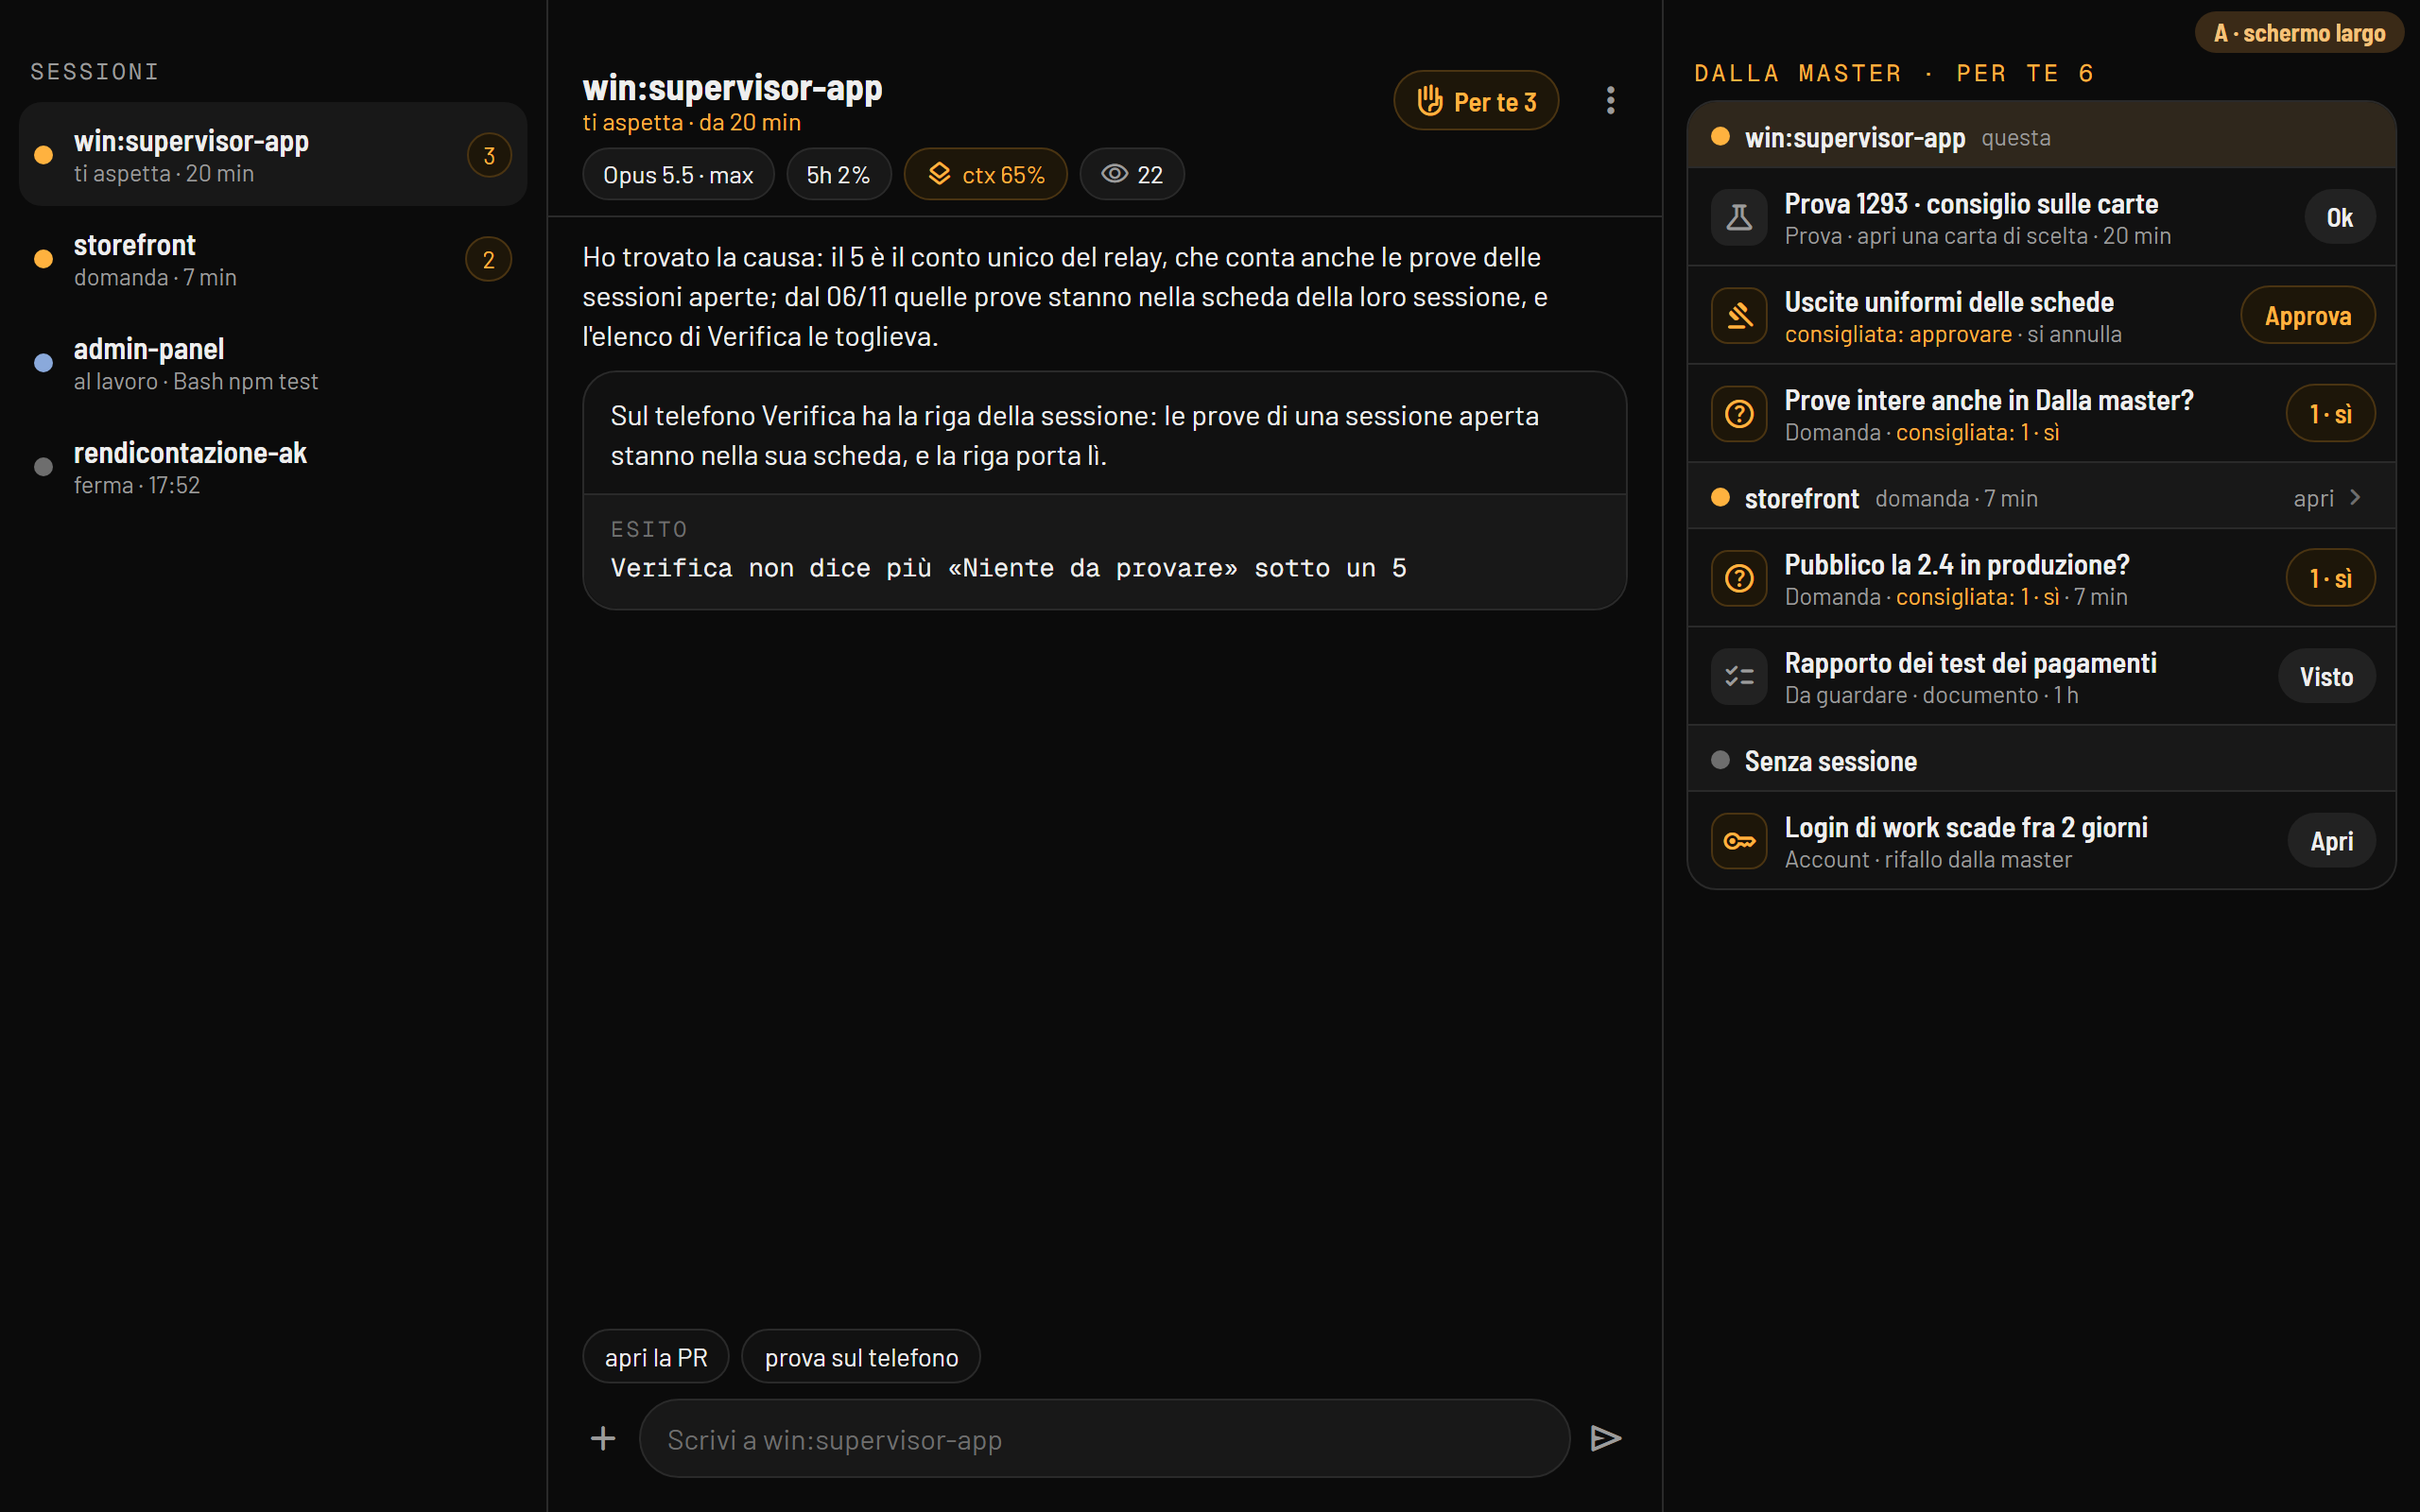 SESSIONI
win:supervisor-app
ti aspetta · 20 min
3
storefront
domanda · 7 min
2
admin-panel
al lavoro · Bash npm test
rendicontazione-ak
ferma · 17:52
win:supervisor-app
ti aspetta · da 20 min
Per te 3
Opus 5.5 · max
5h 2%
ctx 65%
22
Ho trovato la causa: il 5 è il conto unico del relay, che conta anche le prove delle
sessioni aperte; dal 06/11 quelle prove stanno nella scheda della loro sessione, e
l'elenco di Verifica le toglieva.
Sul telefono Verifica ha la riga della sessione: le prove di una sessione aperta
stanno nella sua scheda, e la riga porta lì.
ESITO
Verifica non dice più «Niente da provare» sotto un 5
apri la PR
prova sul telefono
Scrivi a win:supervisor-app
A · schermo largo
DALLA MASTER · PER TE 6
win:supervisor-app questa
Prova 1293 · consiglio sulle carte
Prova · apri una carta di scelta · 20 min
Ok
Uscite uniformi delle schede
consigliata: approvare · si annulla
Approva
Prove intere anche in Dalla master?
Domanda · consigliata: 1 · sì
1 · sì
storefront domanda · 7 min
apri
Pubblico la 2.4 in produzione?
Domanda · consigliata: 1 · sì · 7 min
1 · sì
Rapporto dei test dei pagamenti
Da guardare · documento · 1 h
Visto
Senza sessione
Login di work scade fra 2 giorni
Account · rifallo dalla master
Apri